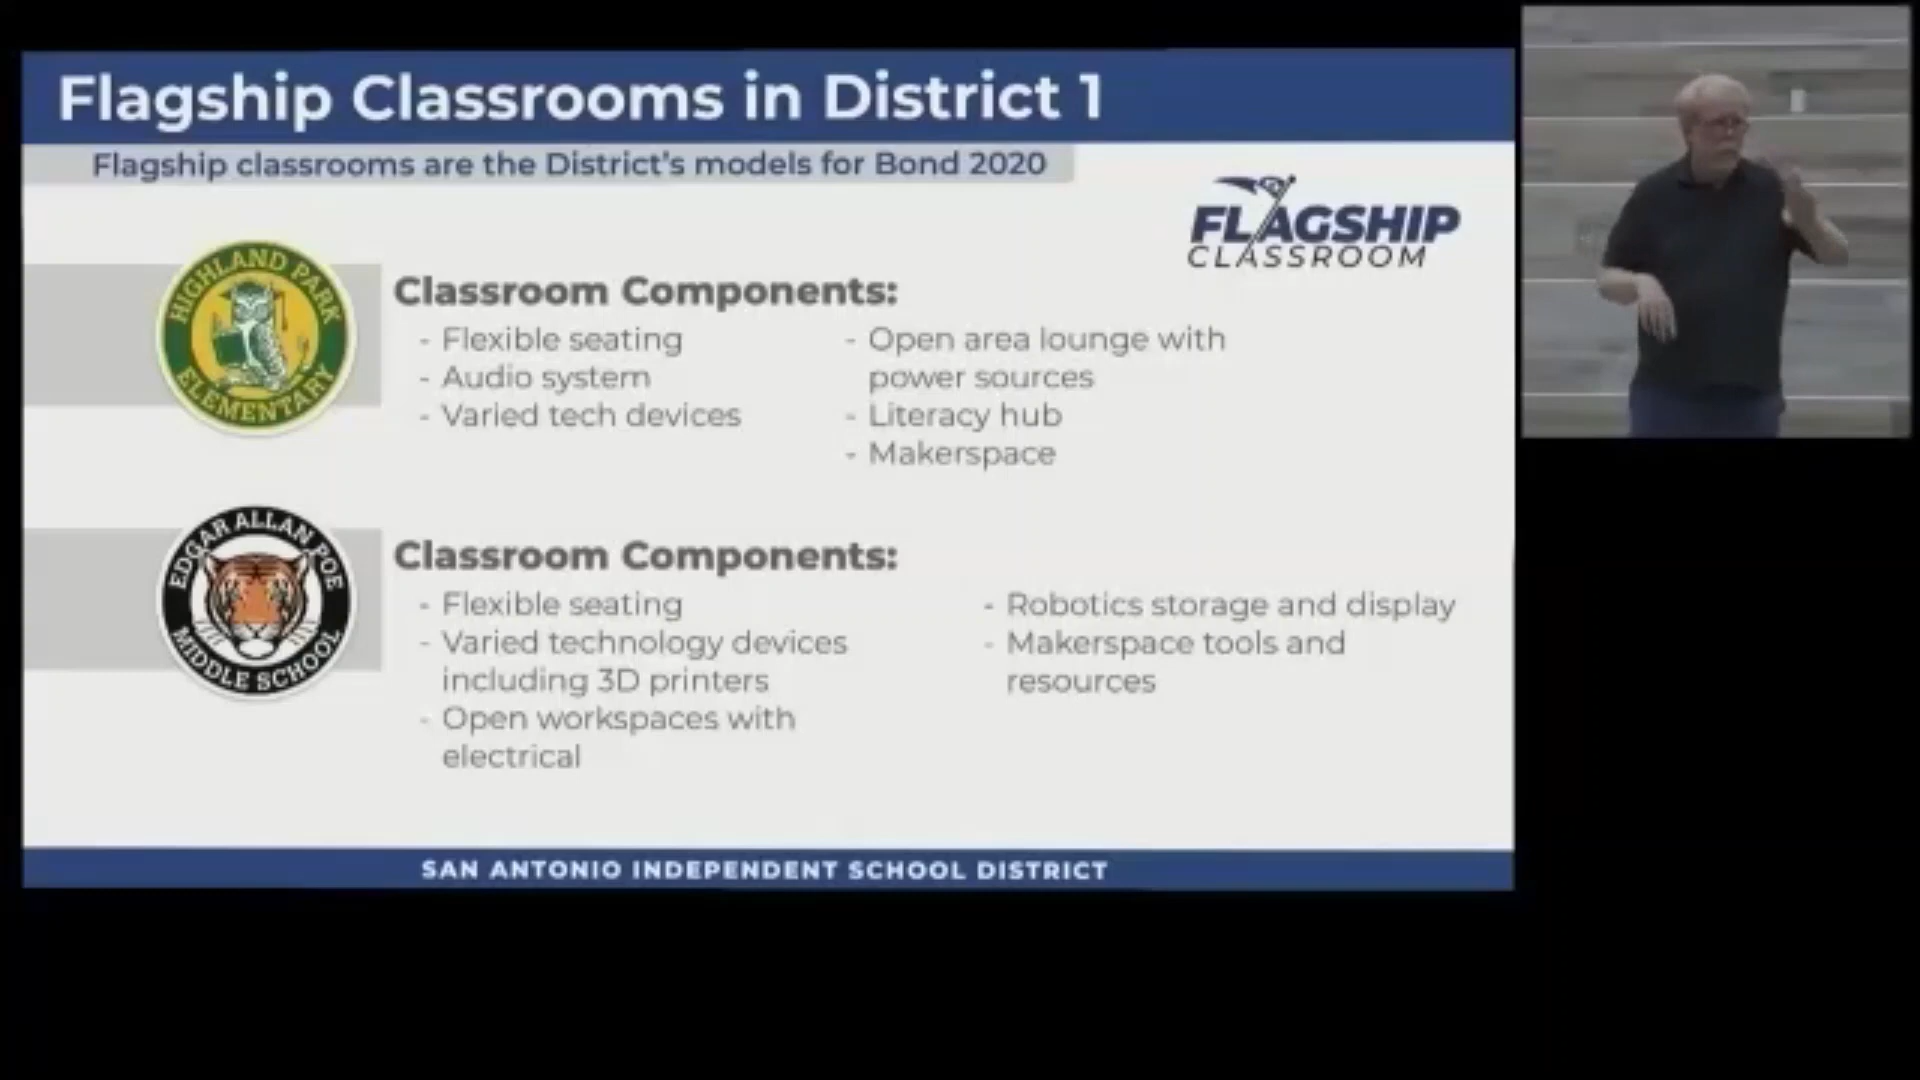 Flagship Classrooms in District 1
Flagship classrooms are the District's models for Bond 2020
FLAGSHIP
CLASSROOM
HIGHLAND PARK
ELEMENTARY
Classroom Components:
- Flexible seating
- Audio system
- Varied tech devices
- Open area lounge with
power sources
- Literacy hub
- Makerspace
EDGAR ALLAN POE
MIDDLE SCHOOL
Classroom Components:
- Flexible seating
- Varied technology devices
including 3D printers
- Open workspaces with
electrical
- Robotics storage and display
- Makerspace tools and
resources
SAN ANTONIO INDEPENDENT SCHOOL DISTRICT